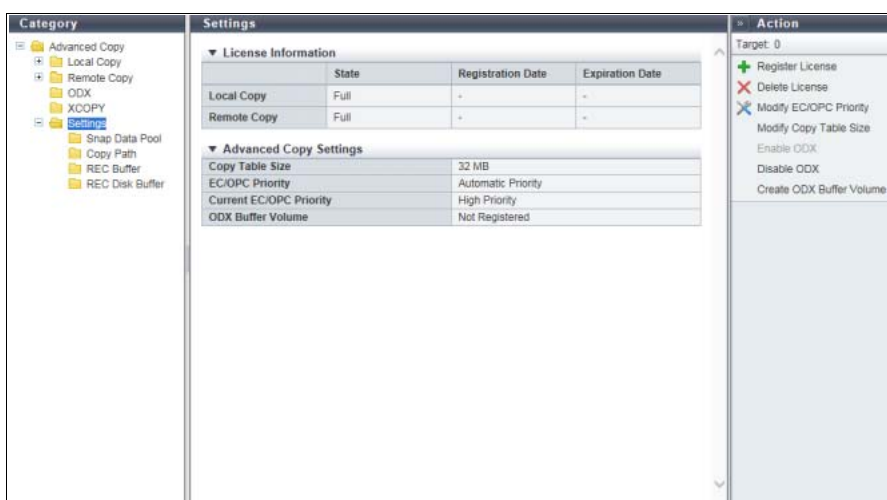 Category
Advanced Copy
Local Copy
Remote Copy
ODX
XCOPY
Settings
Snap Data Pool
Copy Path
REC Buffer
REC Disk Buffer
Settings
▼ License Information
State Registration Date Expiration Date
Local Copy Full - -
Remote Copy Full - -
▼ Advanced Copy Settings
Copy Table Size 32 MB
EC/OPC Priority Automatic Priority
Current EC/OPC Priority High Priority
ODX Buffer Volume Not Registered
» Action
Target: 0
Register License
Delete License
Modify EC/OPC Priority
Modify Copy Table Size
Enable ODX
Disable ODX
Create ODX Buffer Volume